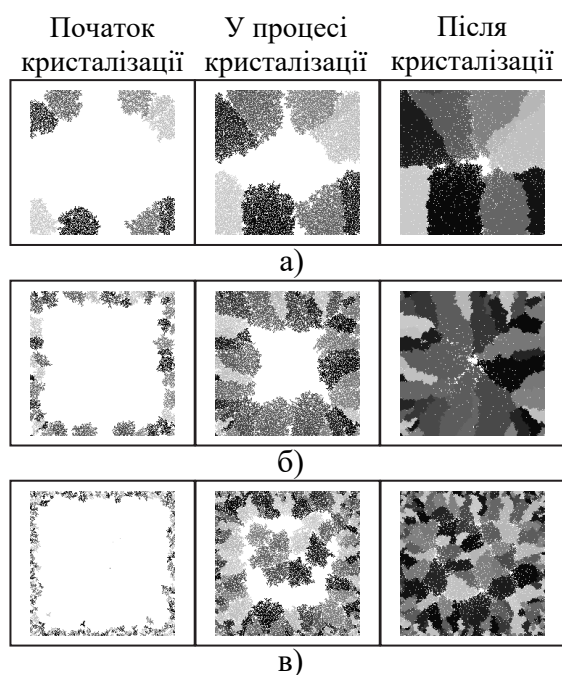 Початок кристалізації
У процесі кристалізації
Після кристалізації
а)
б)
в)